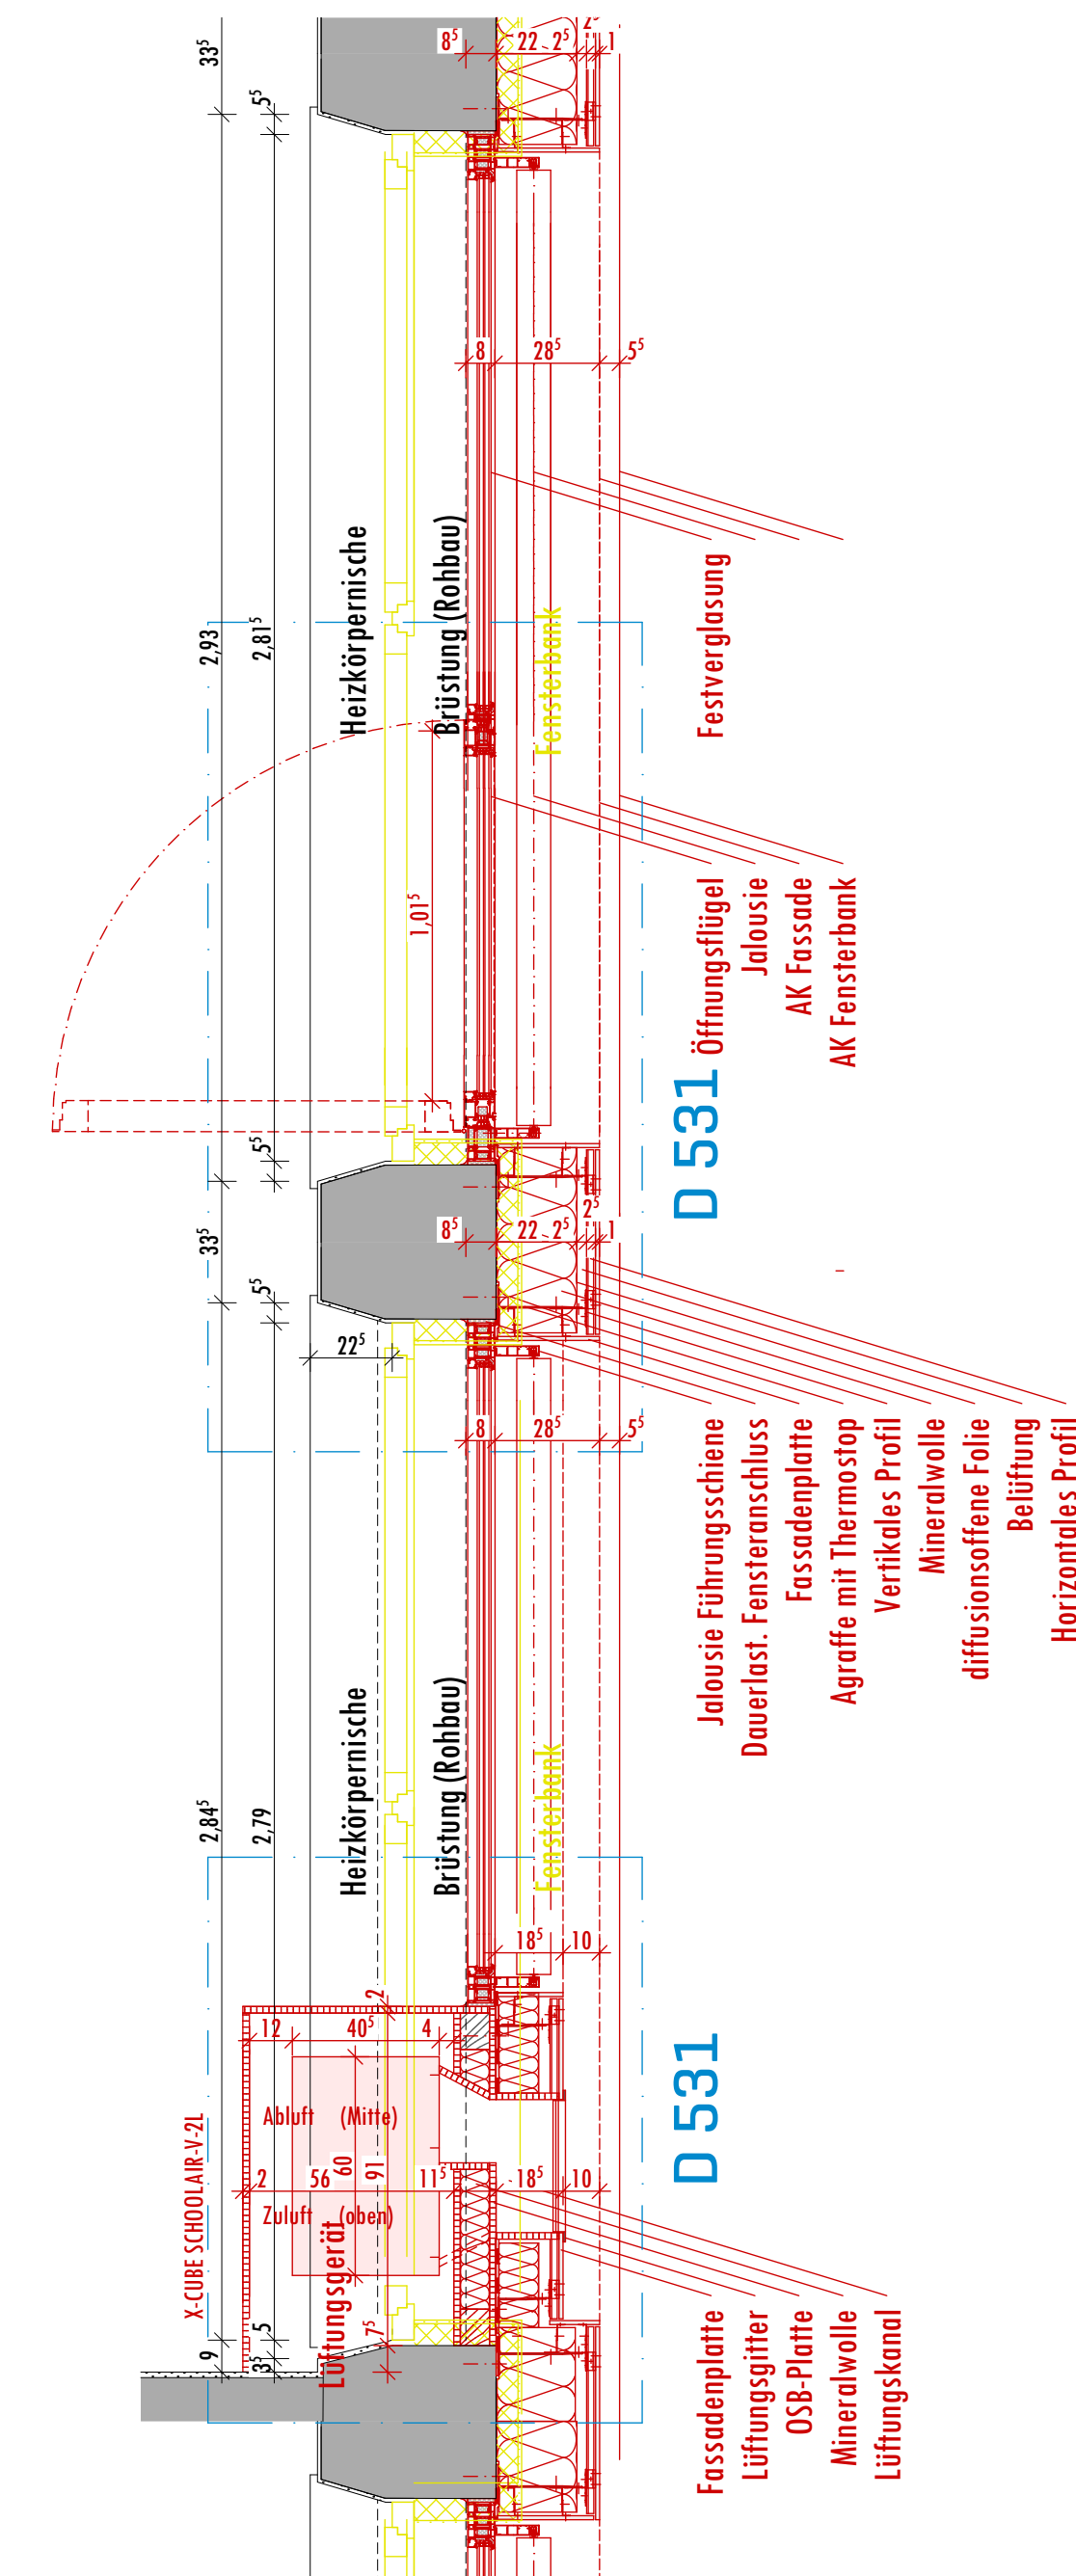 33⁵
5⁵
8⁵
22
2⁵
2⁵
1
8
28⁵
5⁵
2,93
2,81⁵
Heizkörpernische
Brüstung (Rohbau)
Fensterbank
Festverglasung
1,01⁵
Öffnungsflügel
Jalousie
AK Fassade
AK Fensterbank
D 531
5⁵
33⁵
5⁵
8⁵
22
2⁵
2⁵
1
22⁵
8
28⁵
5⁵
Jalousie Führungsschiene
Dauerlast. Fensteranschluss
Fassadenplatte
Agraffe mit Thermostop
Vertikales Profil
Mineralwolle
diffusionsoffene Folie
Belüftung
Horizontales Profil
2,84⁵
2,79
Heizkörpernische
Brüstung (Rohbau)
Fensterbank
18⁵
10
2
12
40⁵
4
X-CUBE SCHOOLAIR-V-2L
Abluft (Mitte)
Zuluft (oben)
Lüftungsgerät
2
56
60
91
11⁵
18⁵
10
D 531
9
5
3⁵
7⁵
Fassadenplatte
Lüftungsgitter
OSB-Platte
Mineralwolle
Lüftungskanal